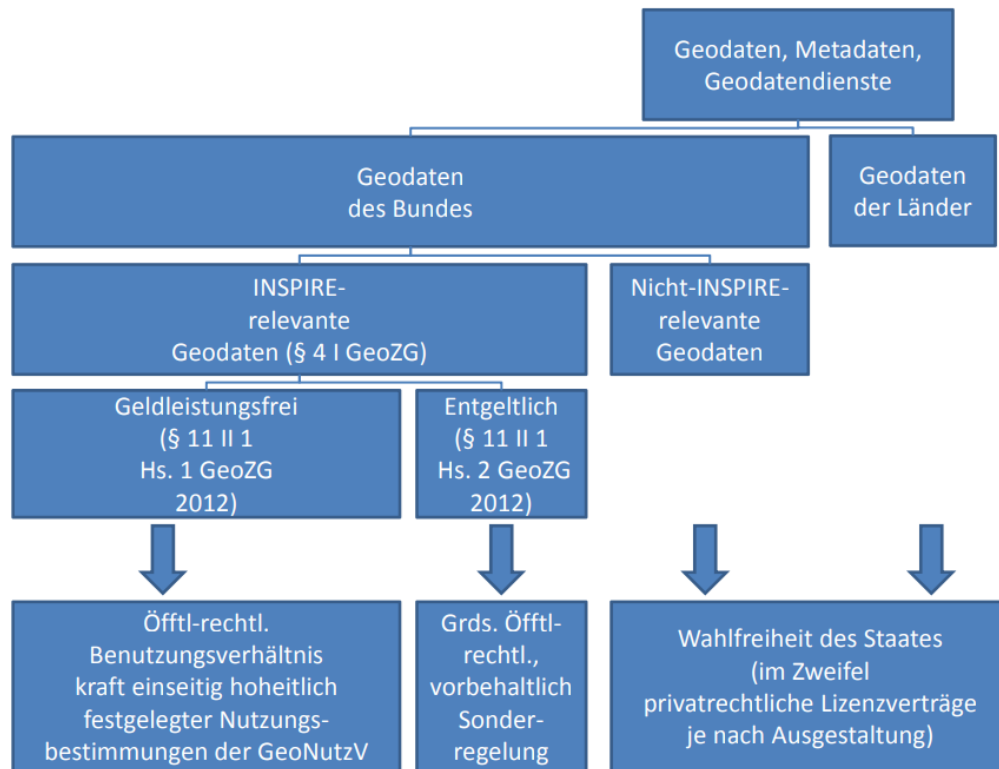 Geodaten, Metadaten,
Geodatendienste
Geodaten
des Bundes
Geodaten
der Länder
INSPIRE-
relevante
Geodaten (§ 4 I GeoZG)
Nicht-INSPIRE-
relevante
Geodaten
Geldleistungsfrei
(§ 11 II 1
Hs. 1 GeoZG
2012)
Entgeltlich
(§ 11 II 1
Hs. 2 GeoZG
2012)
Öfftl-rechtl.
Benutzungsverhältnis
kraft einseitig hoheitlich
festgelegter Nutzungs-
bestimmungen der GeoNutzV
Grds. Öfftl-
rechtl.,
vorbehaltlich
Sonder-
regelung
Wahlfreiheit des Staates
(im Zweifel
privatrechtliche Lizenzverträge
je nach Ausgestaltung)